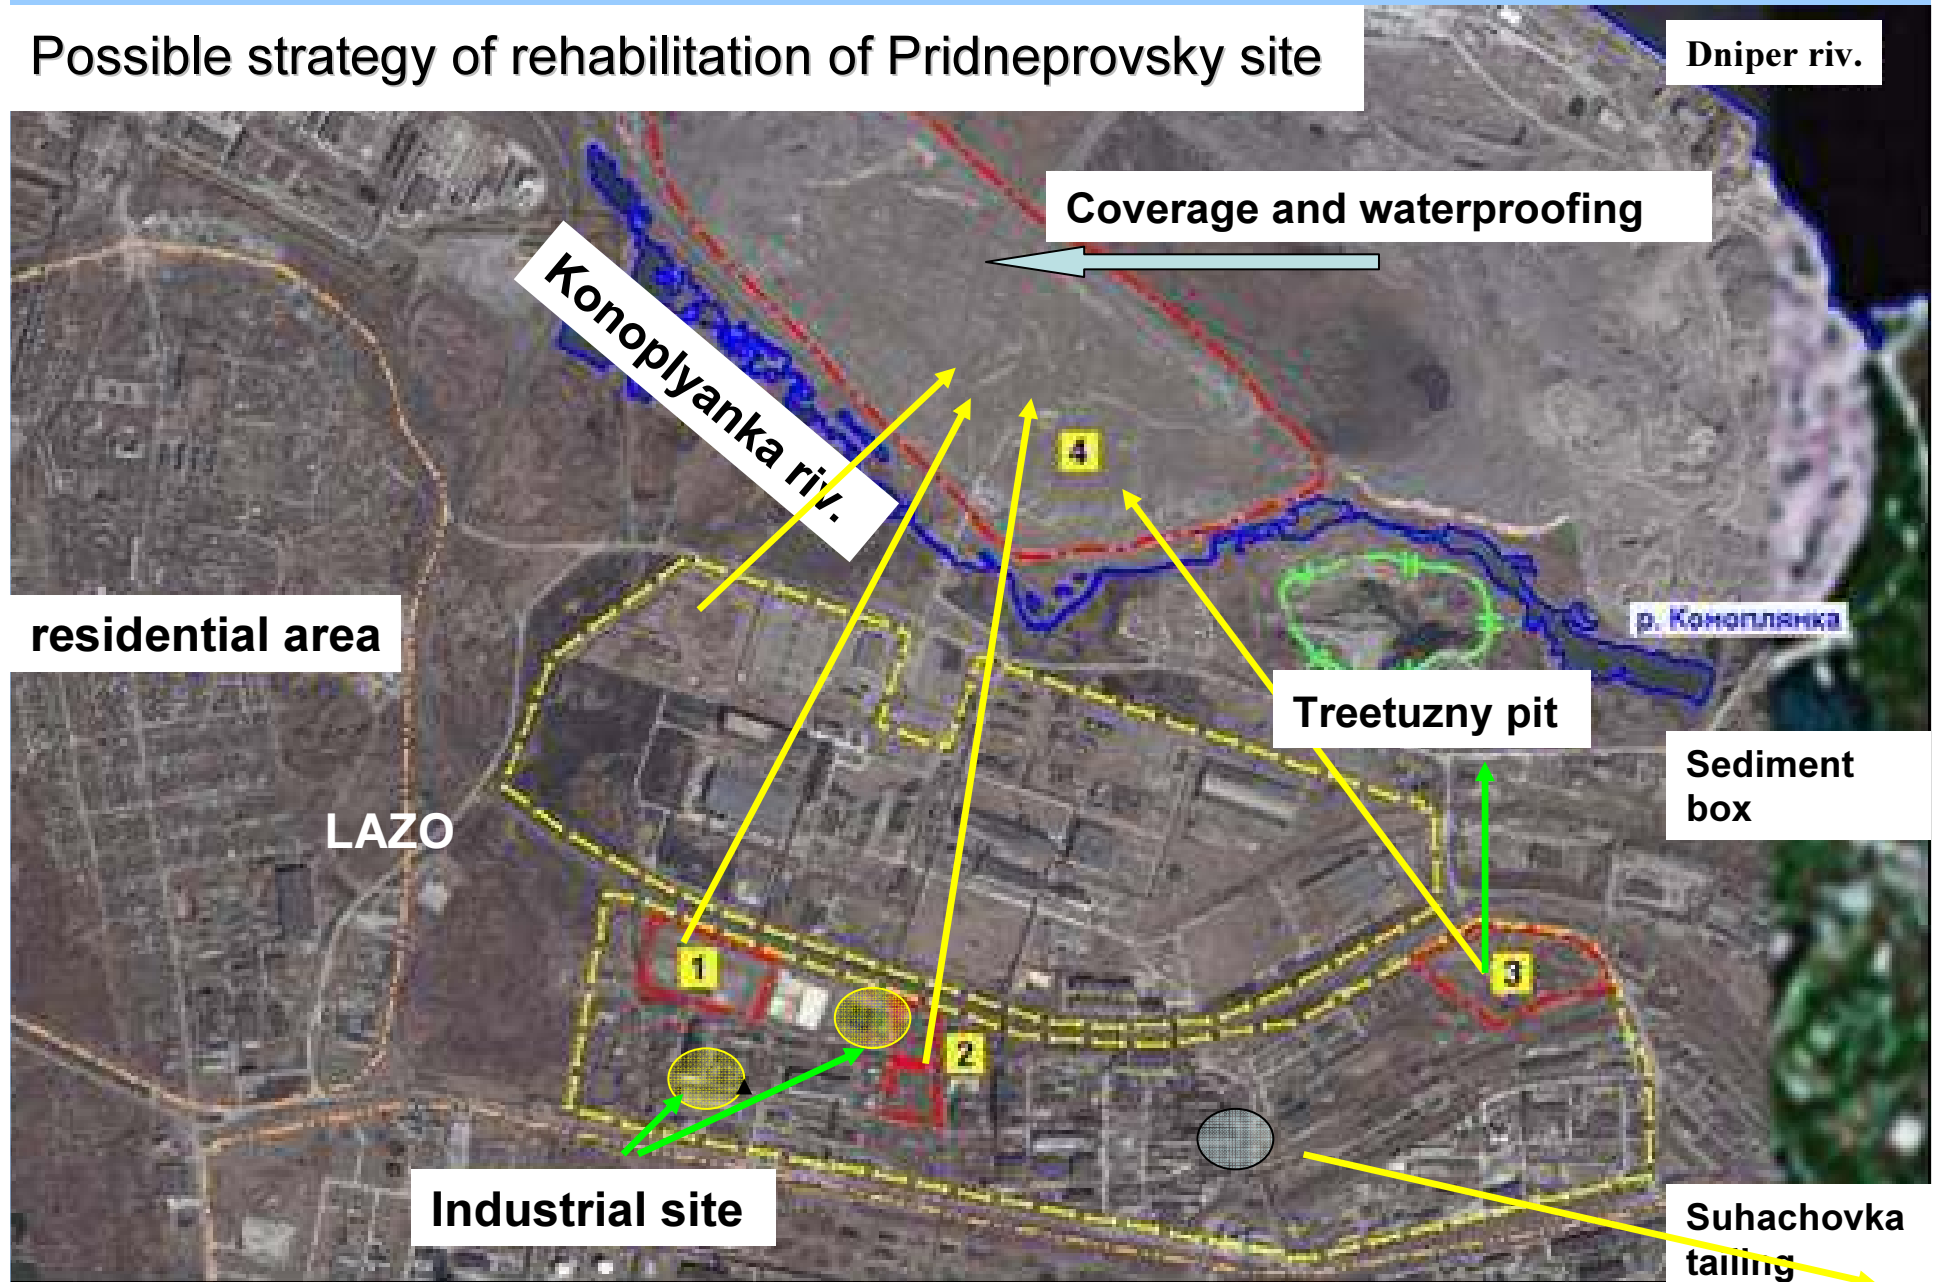 Possible strategy of rehabilitation of Pridneprovsky site
Dniper riv.
Coverage and waterproofing
Konoplyanka riv.
4
residential area
р. Коноплянка
Treetuzny pit
Sediment
box
LAZO
1
3
2
Industrial site
Suhachovka
tailing